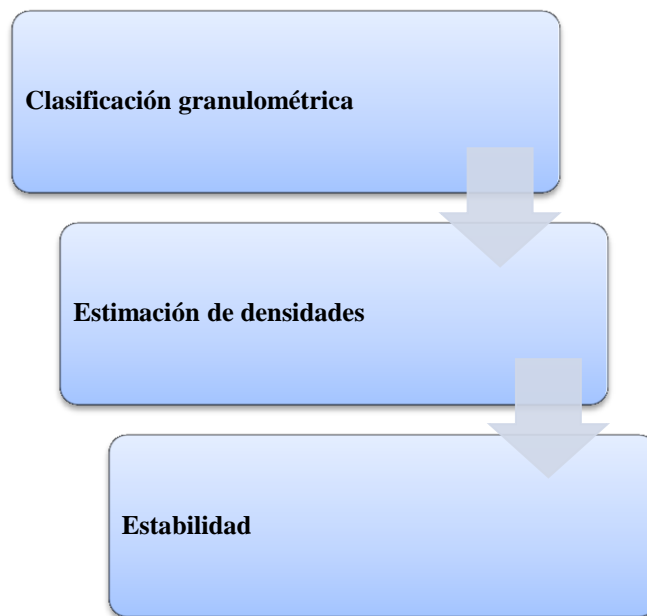 Clasificación granulométrica
Estimación de densidades
Estabilidad